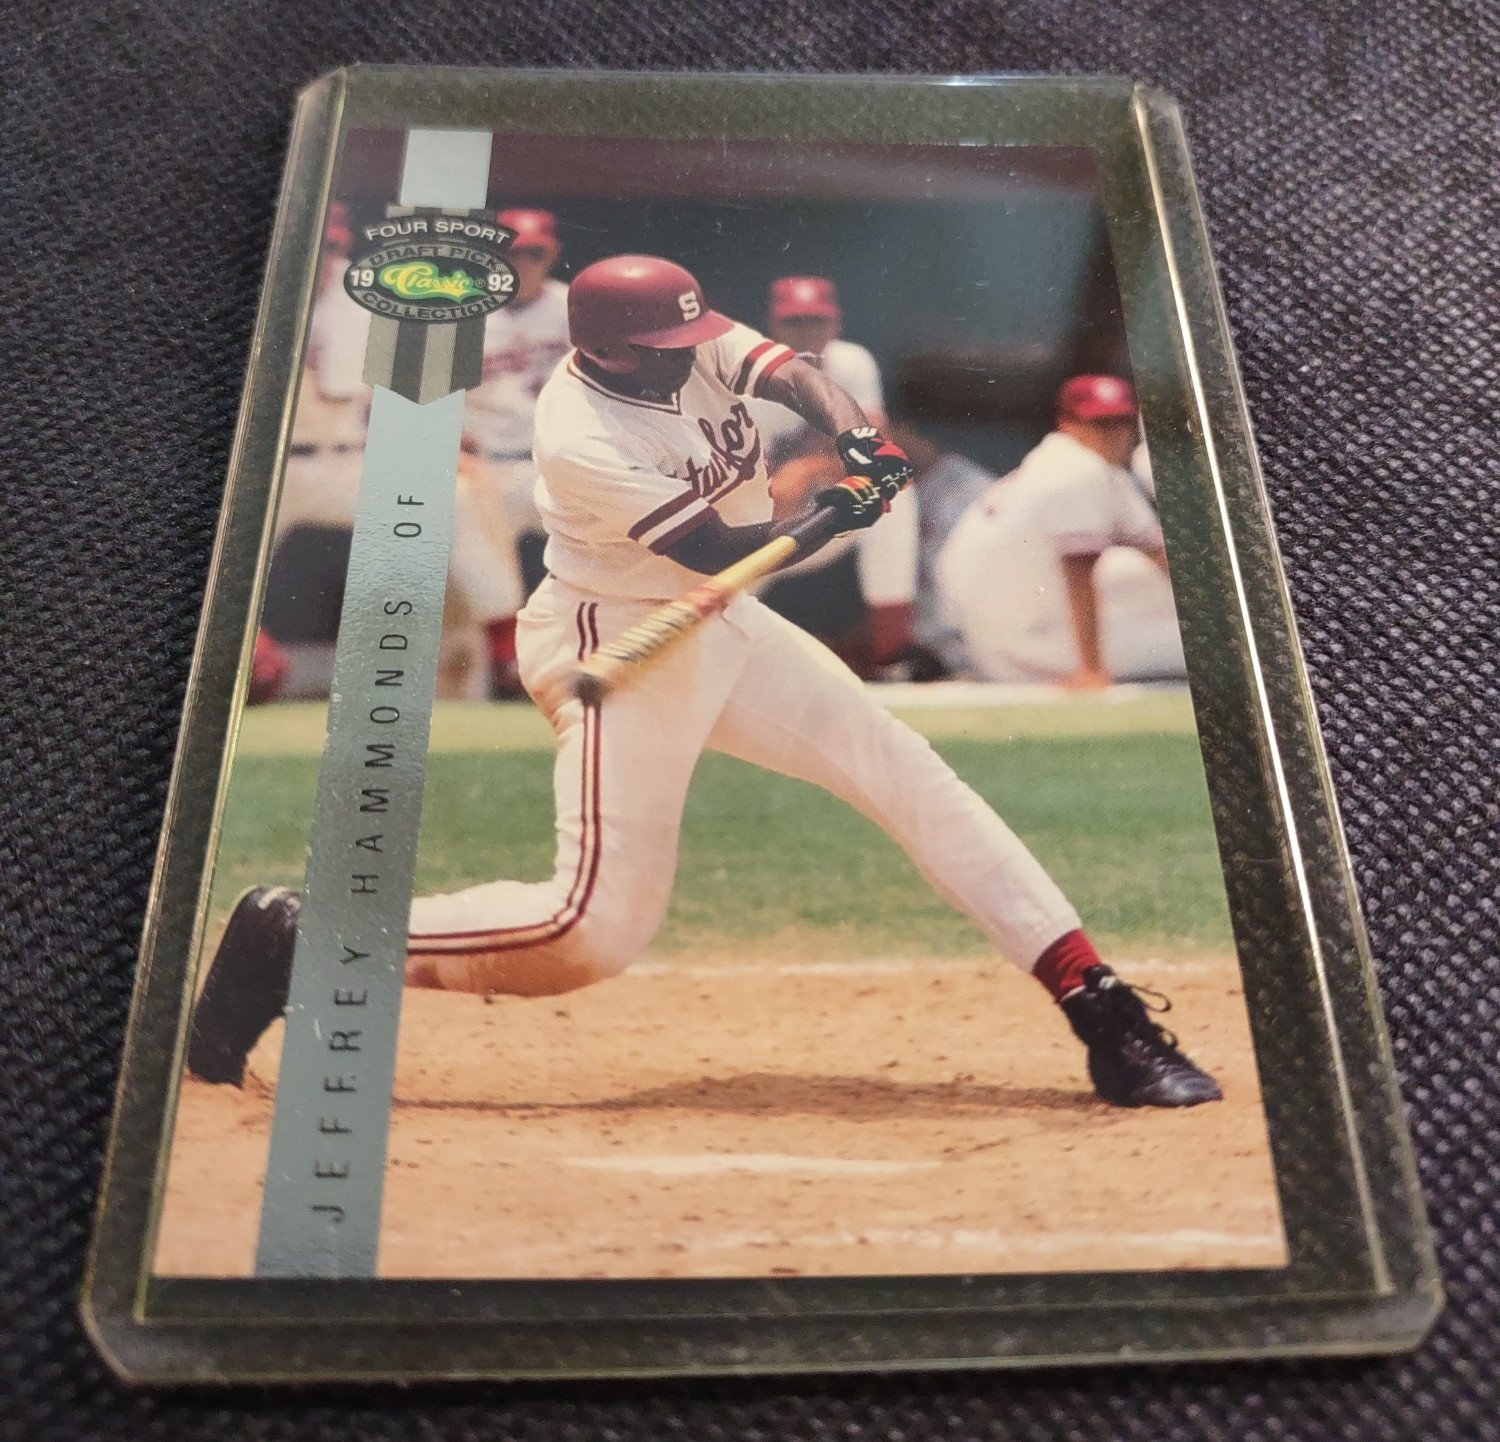 FOUR SPORT
DRAFT PICK
19 Classic® 92
COLLECTION
S
JEFFREY HAMMONDS OF